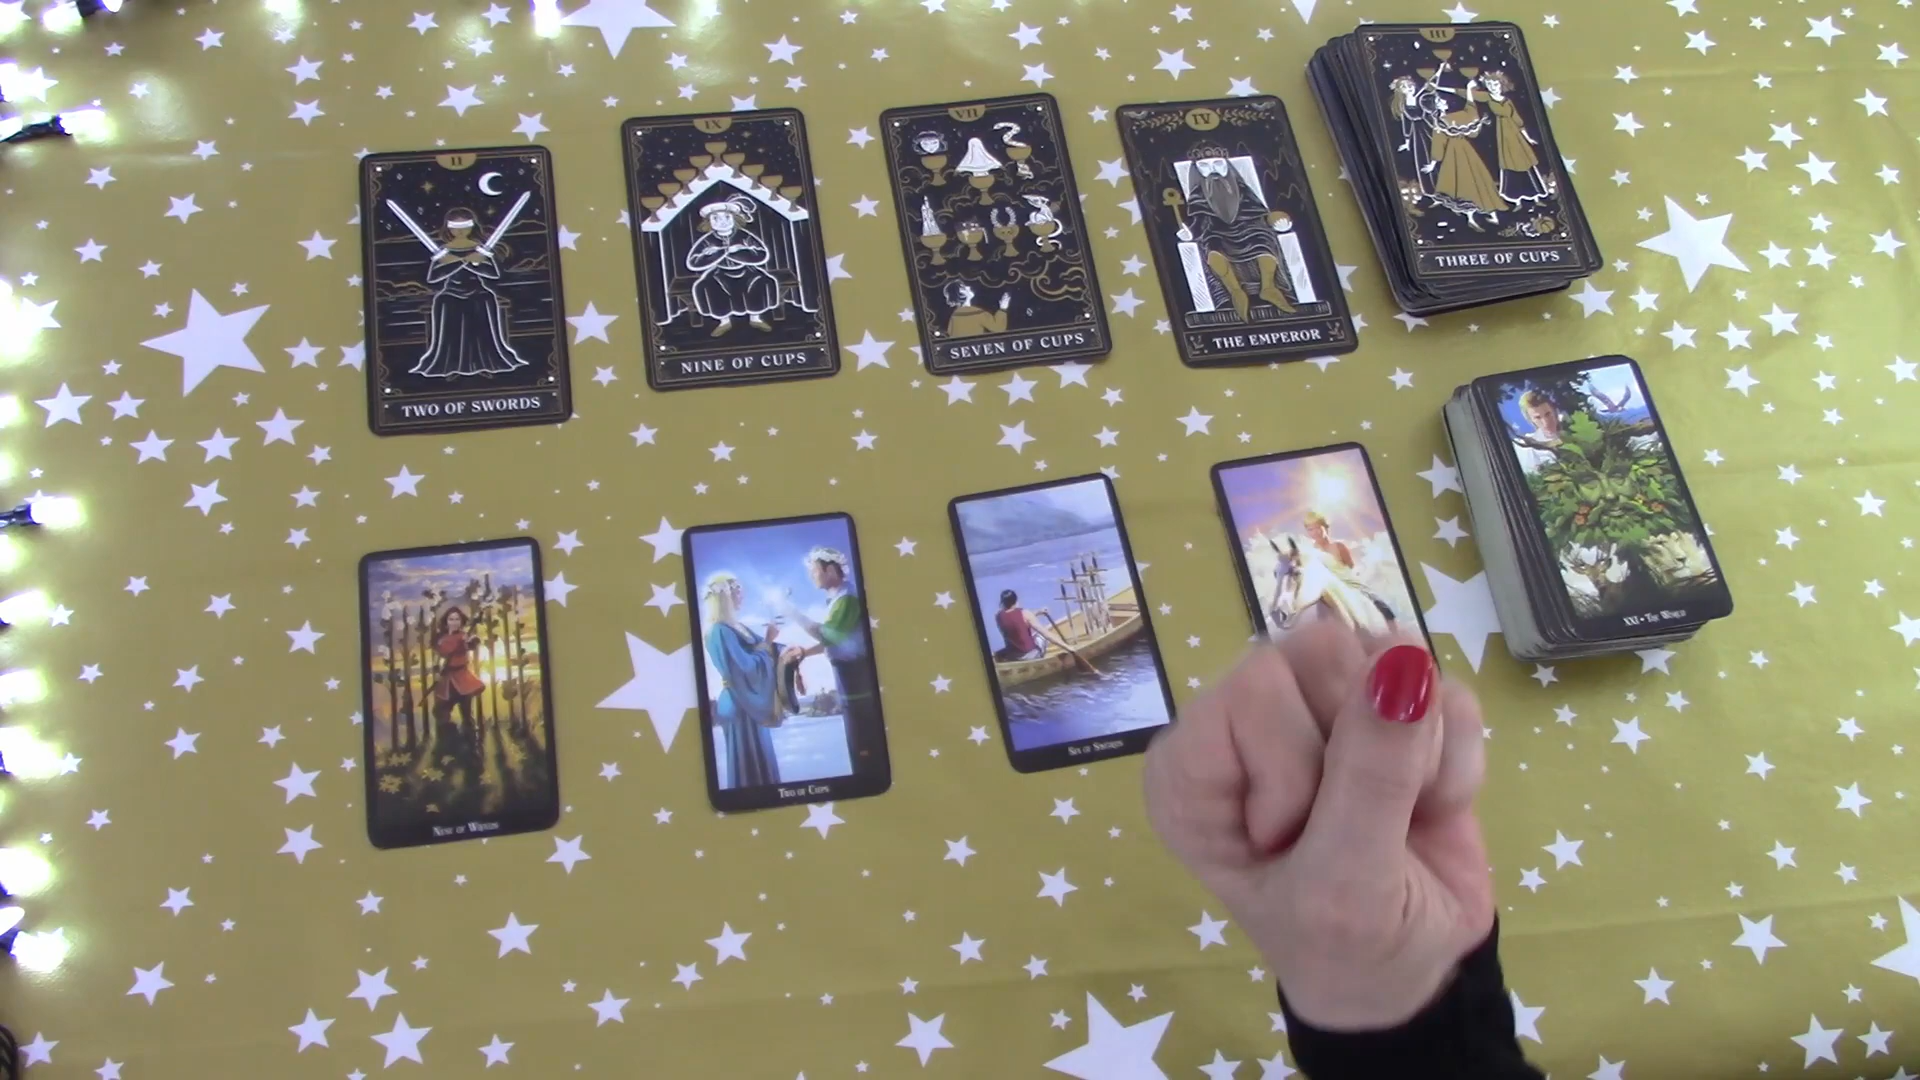 II
TWO OF SWORDS
IX
NINE OF CUPS
VII
SEVEN OF CUPS
IV
THE EMPEROR
III
THREE OF CUPS
Nine of Wands
Two of Cups
Six of Swords
XXI • The World